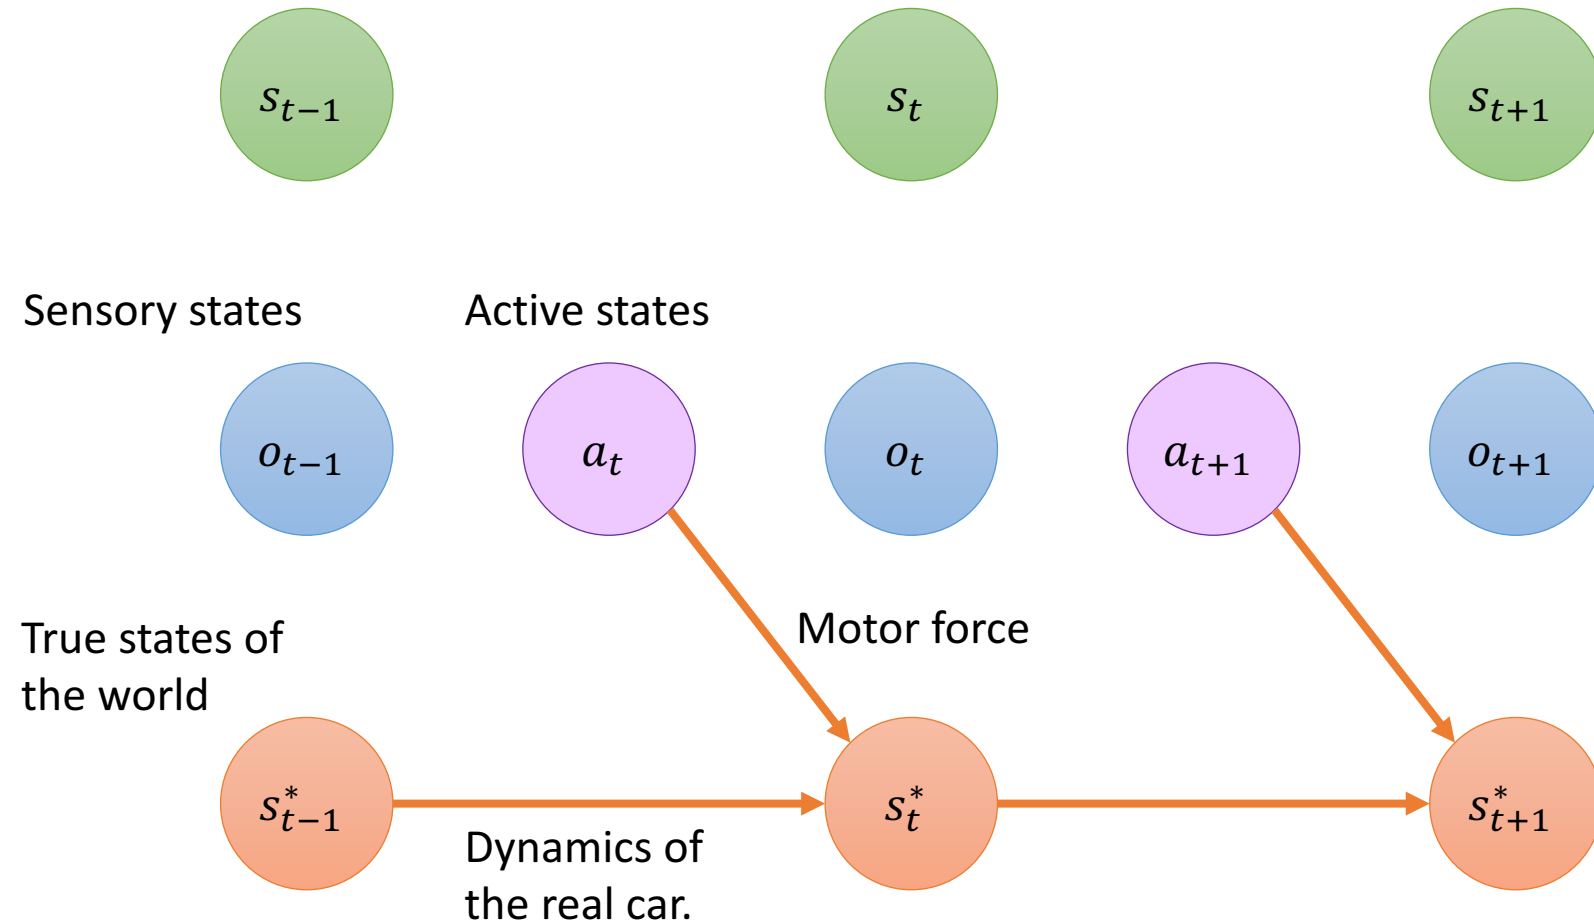 s_{t−1} s_t s_{t+1}
Sensory states Active states
o_{t−1} a_t o_t a_{t+1} o_{t+1}
True states of
the world
Motor force
s^*_{t−1} s^*_t s^*_{t+1}
Dynamics of
the real car.